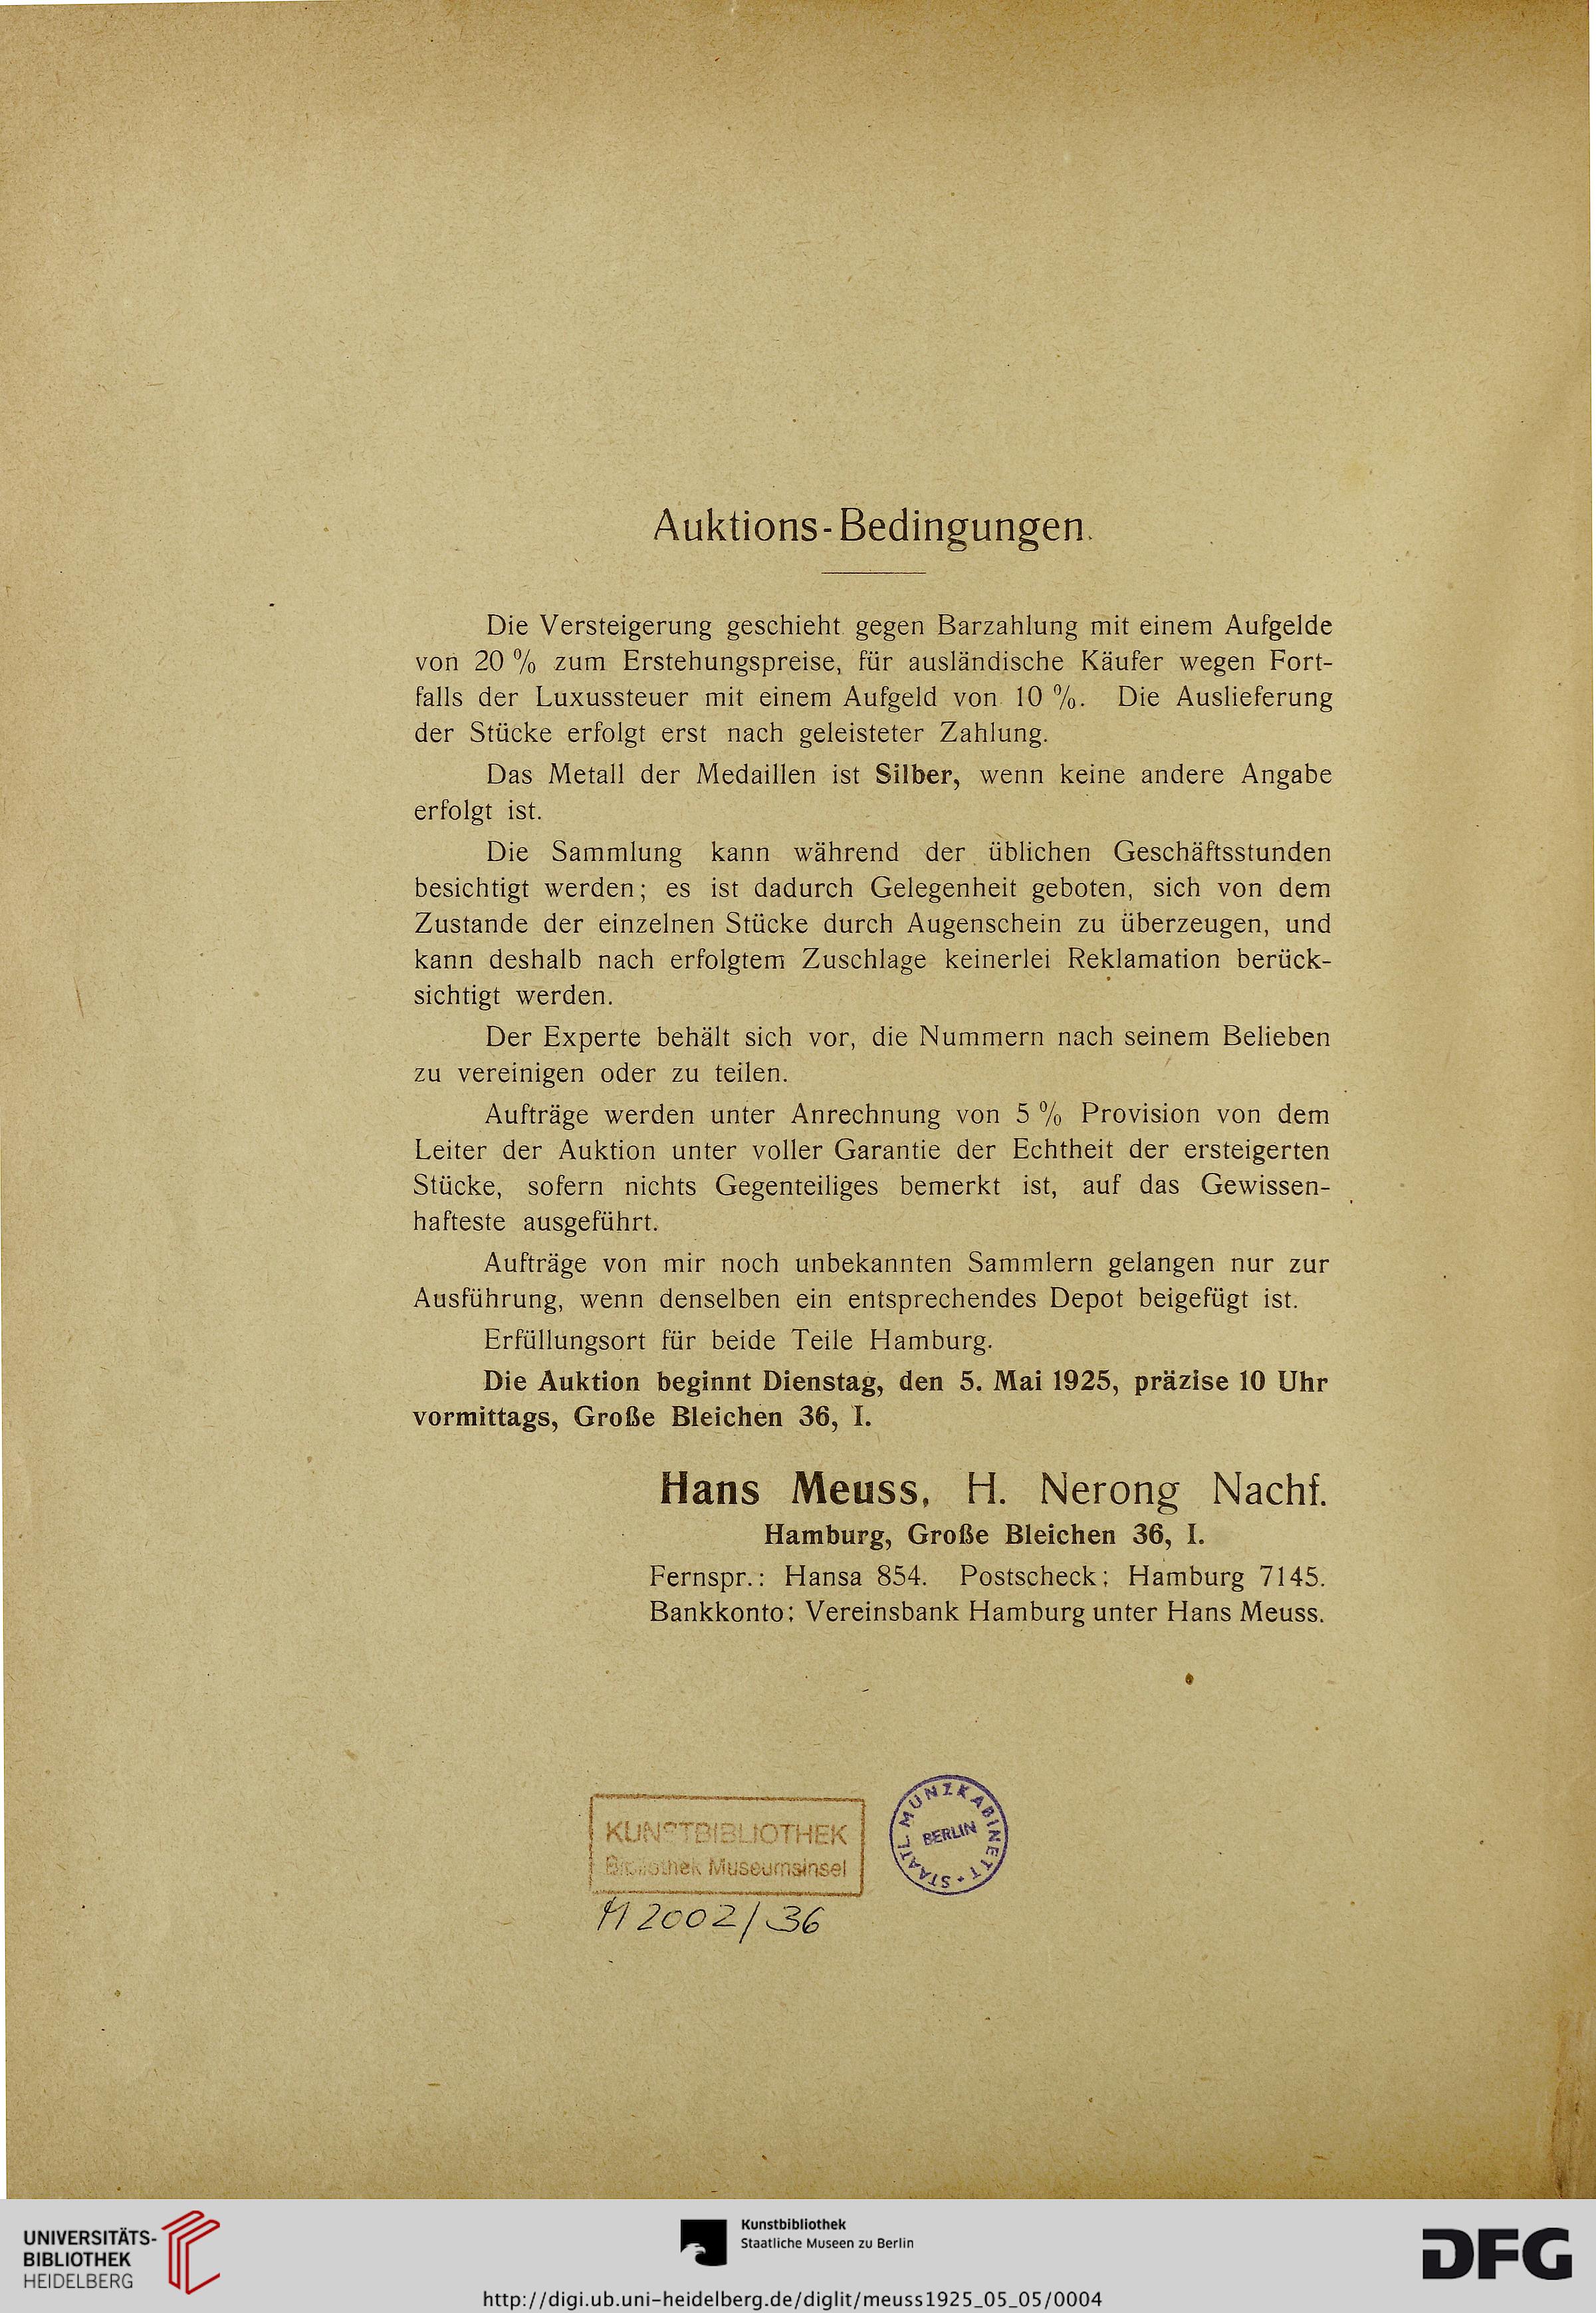 Auktions-Bedingungen.
Die Versteigerung geschieht gegen Barzahlung mit einem Aufgelde
von 20 % zum Erstehungspreise, für ausländische Käufer wegen Fort-
falls der Luxussteuer mit einem Aufgeld von 10 %. Die Auslieferung
der Stücke erfolgt erst nach geleisteter Zahlung.
Das Metall der Medaillen ist Silber, wenn keine andere Angabe
erfolgt ist.
Die Sammlung kann während der üblichen Geschäftsstunden
besichtigt werden; es ist dadurch Gelegenheit geboten, sich von dem
Zustande der einzelnen Stücke durch Augenschein zu überzeugen, und
kann deshalb nach erfolgtem Zuschlage keinerlei Reklamation berück-
sichtigt werden.
Der Experte behält sich vor, die Nummern nach seinem Belieben
zu vereinigen oder zu teilen.
Aufträge werden unter Anrechnung von 5 % Provision von dem
Leiter der Auktion unter voller Garantie der Echtheit der ersteigerten
Stücke, sofern nichts Gegenteiliges bemerkt ist, auf das Gewissen-
hafteste ausgeführt.
Aufträge von mir noch unbekannten Sammlern gelangen nur zur
Ausführung, wenn denselben ein entsprechendes Depot beigefügt ist.
Erfüllungsort für beide Teile Hamburg.
Die Auktion beginnt Dienstag, den 5. Mai 1925, präzise 10 Uhr
vormittags, Große Bleichen 36, I.
Hans Meuss, H. Nerong Nachf.
Hamburg, Große Bleichen 36, I.
Fernspr.: Hansa 854. Postscheck: Hamburg 7145.
Bankkonto: Vereinsbank Hamburg unter Hans Meuss.
KUNSTBIBLIOTHEK
Bibliothek Museumsinsel
STAATL. MÜNZKABINETT
BERLIN
M 2002/36
UNIVERSITÄTS-
BIBLIOTHEK
HEIDELBERG
Kunstbibliothek
Staatliche Museen zu Berlin
DFG
http://digi.ub.uni-heidelberg.de/diglit/meuss1925_05_05/0004